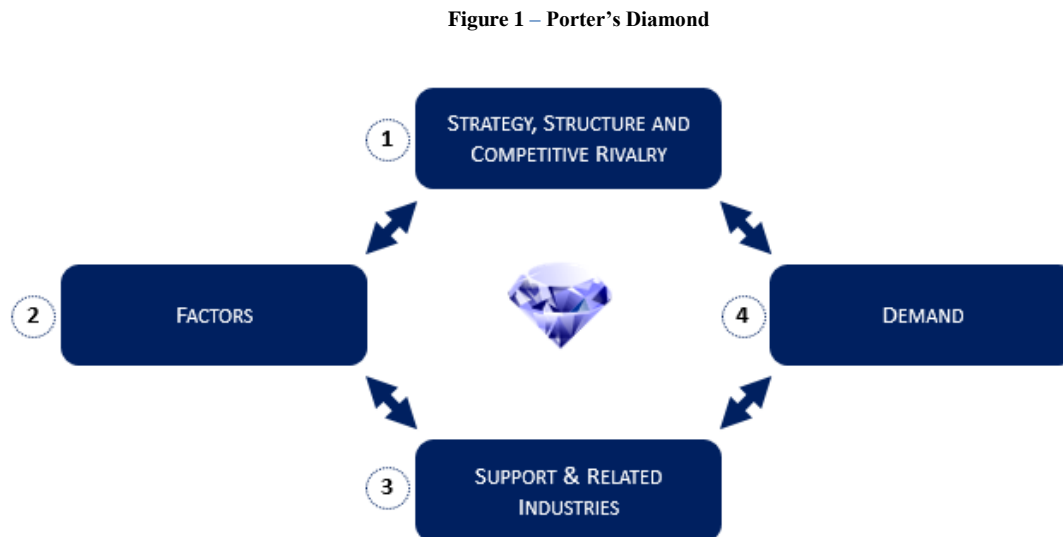 Figure 1 – Porter's Diamond
1
STRATEGY, STRUCTURE AND
COMPETITIVE RIVALRY
2
FACTORS
4
DEMAND
3
SUPPORT & RELATED
INDUSTRIES